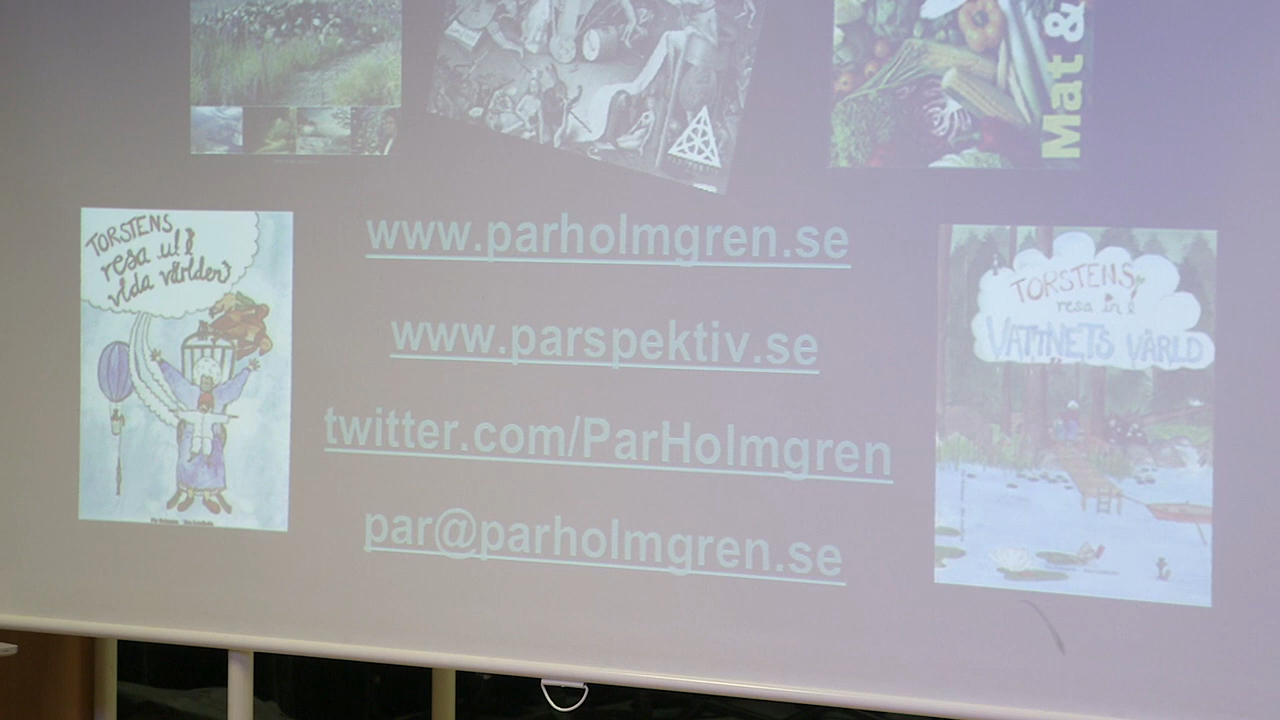 Mat &
TORSTENS
resa ut i
vida världen
www.parholmgren.se
www.parspektiv.se
twitter.com/ParHolmgren
par@parholmgren.se
TORSTENS
resa in i
VATTNETS VÄRLD